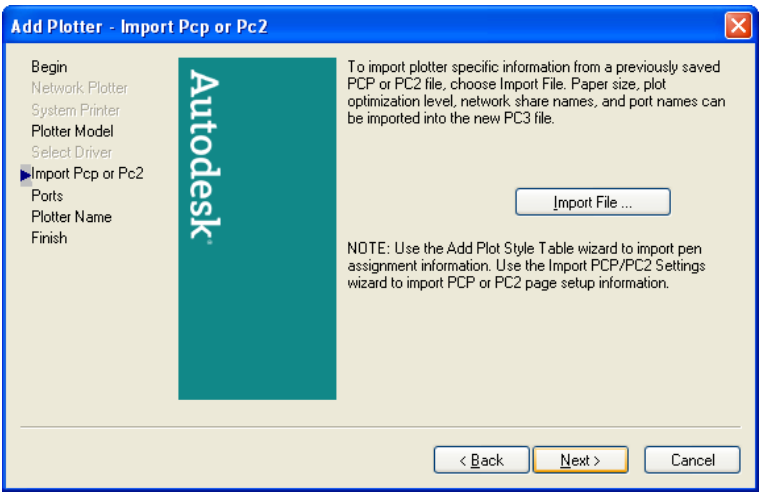 Add Plotter - Import Pcp or Pc2
Begin
Network Plotter
System Printer
Plotter Model
Select Driver
Import Pcp or Pc2
Ports
Plotter Name
Finish
Autodesk
To import plotter specific information from a previously saved
PCP or PC2 file, choose Import File. Paper size, plot
optimization level, network share names, and port names can
be imported into the new PC3 file.
Import File ...
NOTE: Use the Add Plot Style Table wizard to import pen
assignment information. Use the Import PCP/PC2 Settings
wizard to import PCP or PC2 page setup information.
< Back
Next >
Cancel